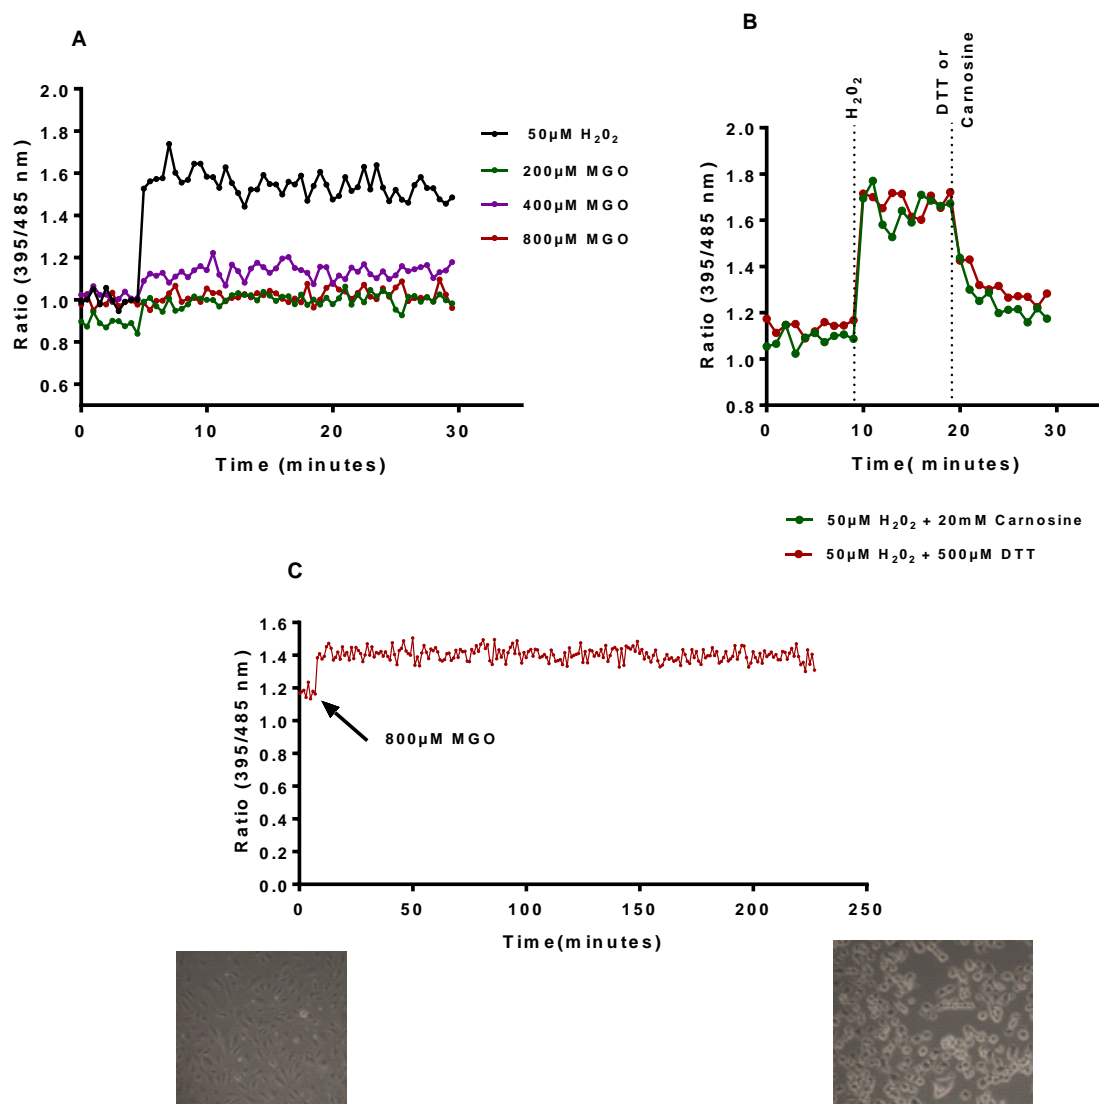 A
Ratio (395/485 nm)
2.0
1.8
1.6
1.4
1.2
1.0
0.8
0.6
0
10
20
30
Time (minutes)
50µM H₂0₂
200µM MGO
400µM MGO
800µM MGO
B
H₂0₂
DTT or
Carnosine
Ratio (395/485 nm)
2.0
1.8
1.6
1.4
1.2
1.0
0.8
0
10
20
30
Time( minutes)
50µM H₂0₂ + 20mM Carnosine
50µM H₂0₂ + 500µM DTT
C
Ratio (395/485 nm)
1.6
1.4
1.2
1.0
0.8
0.6
0.4
0.2
0.0
800µM MGO
0
50
100
150
200
250
Time(minutes)